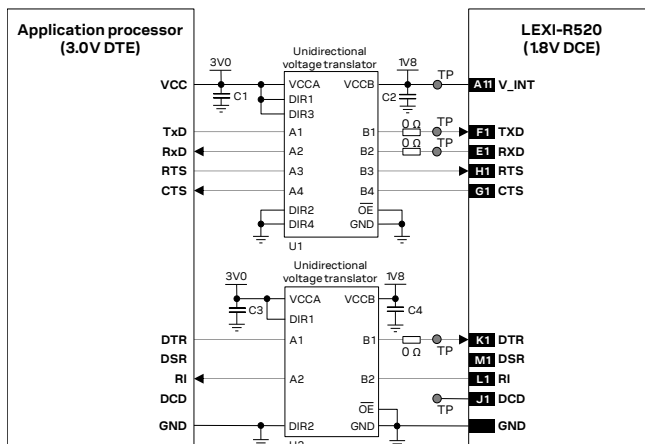 Application processor
(3.0V DTE)
LEXI-R520
(1.8V DCE)
Unidirectional
voltage translator
3V0
1V8
VCC
VCCA
VCCB
TP
A11
V_INT
C1
DIR1
C2
DIR3
0 Ω
TP
TxD
A1
B1
F1
TXD
0 Ω
TP
RxD
A2
B2
E1
RXD
RTS
A3
B3
H1
RTS
CTS
A4
B4
G1
CTS
DIR2
OE
DIR4
GND
U1
Unidirectional
voltage translator
3V0
1V8
VCCA
VCCB
C3
DIR1
C4
DTR
A1
B1
K1
DTR
0 Ω
TP
DSR
M1
DSR
RI
A2
B2
L1
RI
DCD
J1
DCD
TP
OE
GND
DIR2
GND
GND